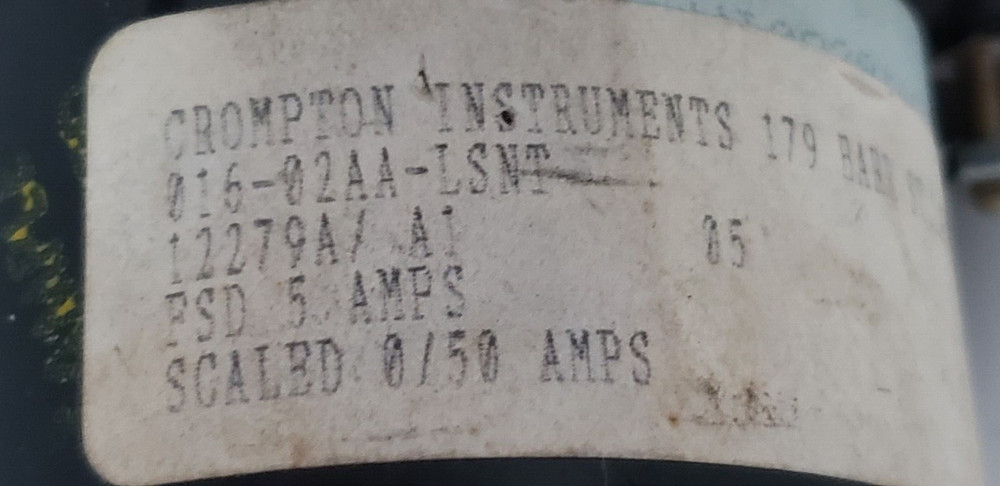 CROMPTON INSTRUMENTS 179
016-02AA-LSNT
12279A/ A1 05
FSD 5 AMPS
SCALED 0/50 AMPS